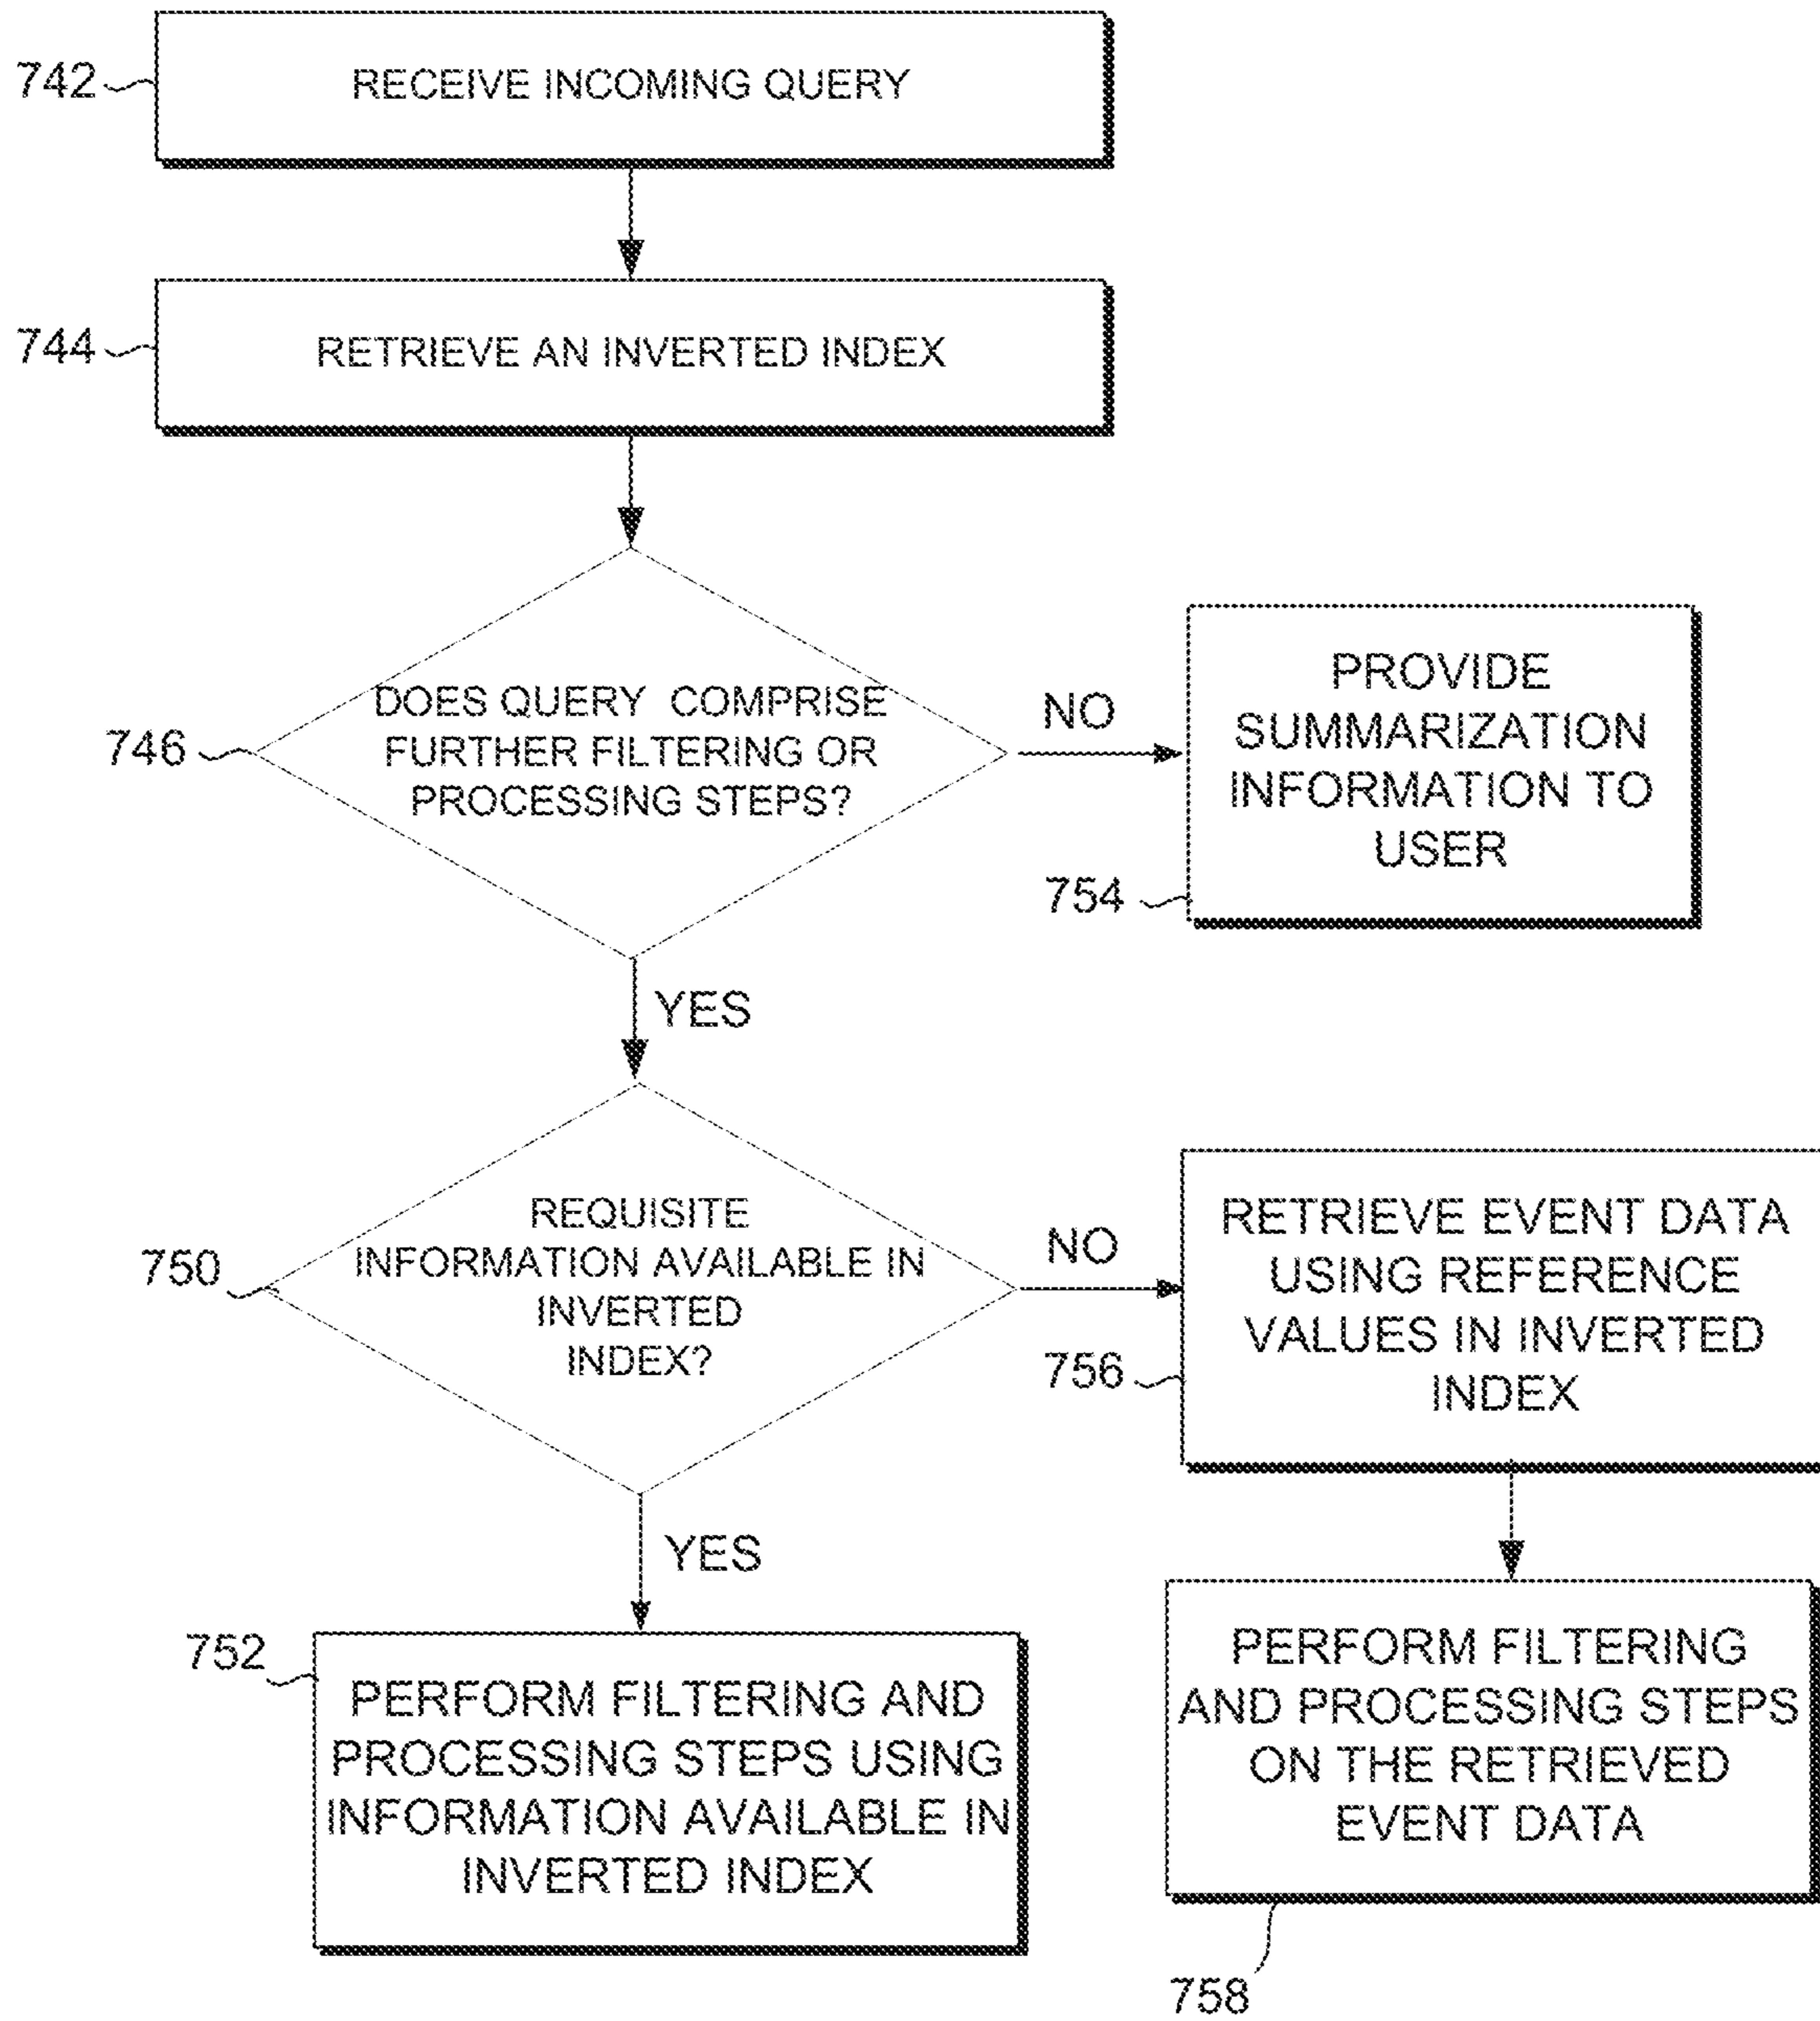 742
RECEIVE INCOMING QUERY
744
RETRIEVE AN INVERTED INDEX
746
DOES QUERY COMPRISE
FURTHER FILTERING OR
PROCESSING STEPS?
NO
PROVIDE
SUMMARIZATION
INFORMATION TO
USER
754
YES
750
REQUISITE
INFORMATION AVAILABLE IN
INVERTED
INDEX?
NO
RETRIEVE EVENT DATA
USING REFERENCE
VALUES IN INVERTED
INDEX
756
YES
752
PERFORM FILTERING AND
PROCESSING STEPS USING
INFORMATION AVAILABLE IN
INVERTED INDEX
PERFORM FILTERING
AND PROCESSING STEPS
ON THE RETRIEVED
EVENT DATA
758